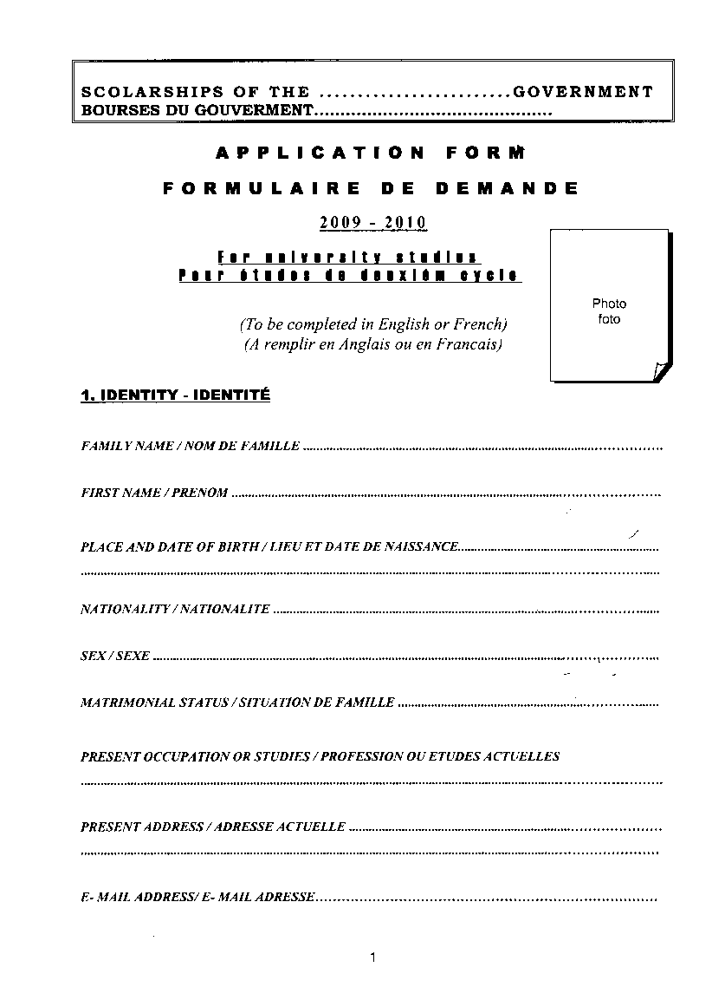 SCOLARSHIPS OF THE .........................GOVERNMENT
BOURSES DU GOUVERMENT.............................................
APPLICATION FORM
FORMULAIRE DE DEMANDE
2009 - 2010
For university studies
Pour études de deuxiém cycle
Photo
foto
(To be completed in English or French)
(A remplir en Anglais ou en Francais)
1. IDENTITY - IDENTITÉ
FAMILY NAME / NOM DE FAMILLE ..........................................................................................
FIRST NAME / PRENOM ..........................................................................................
PLACE AND DATE OF BIRTH / LIEU ET DATE DE NAISSANCE............................................................
..........................................................................................
NATIONALITY / NATIONALITE ..........................................................................................
SEX / SEXE ..........................................................................................
MATRIMONIAL STATUS / SITUATION DE FAMILLE ......................................................................
PRESENT OCCUPATION OR STUDIES / PROFESSION OU ETUDES ACTUELLES
..........................................................................................
PRESENT ADDRESS / ADRESSE ACTUELLE ..........................................................................................
..........................................................................................
E- MAIL ADDRESS/ E- MAIL ADRESSE..............................................................................
1